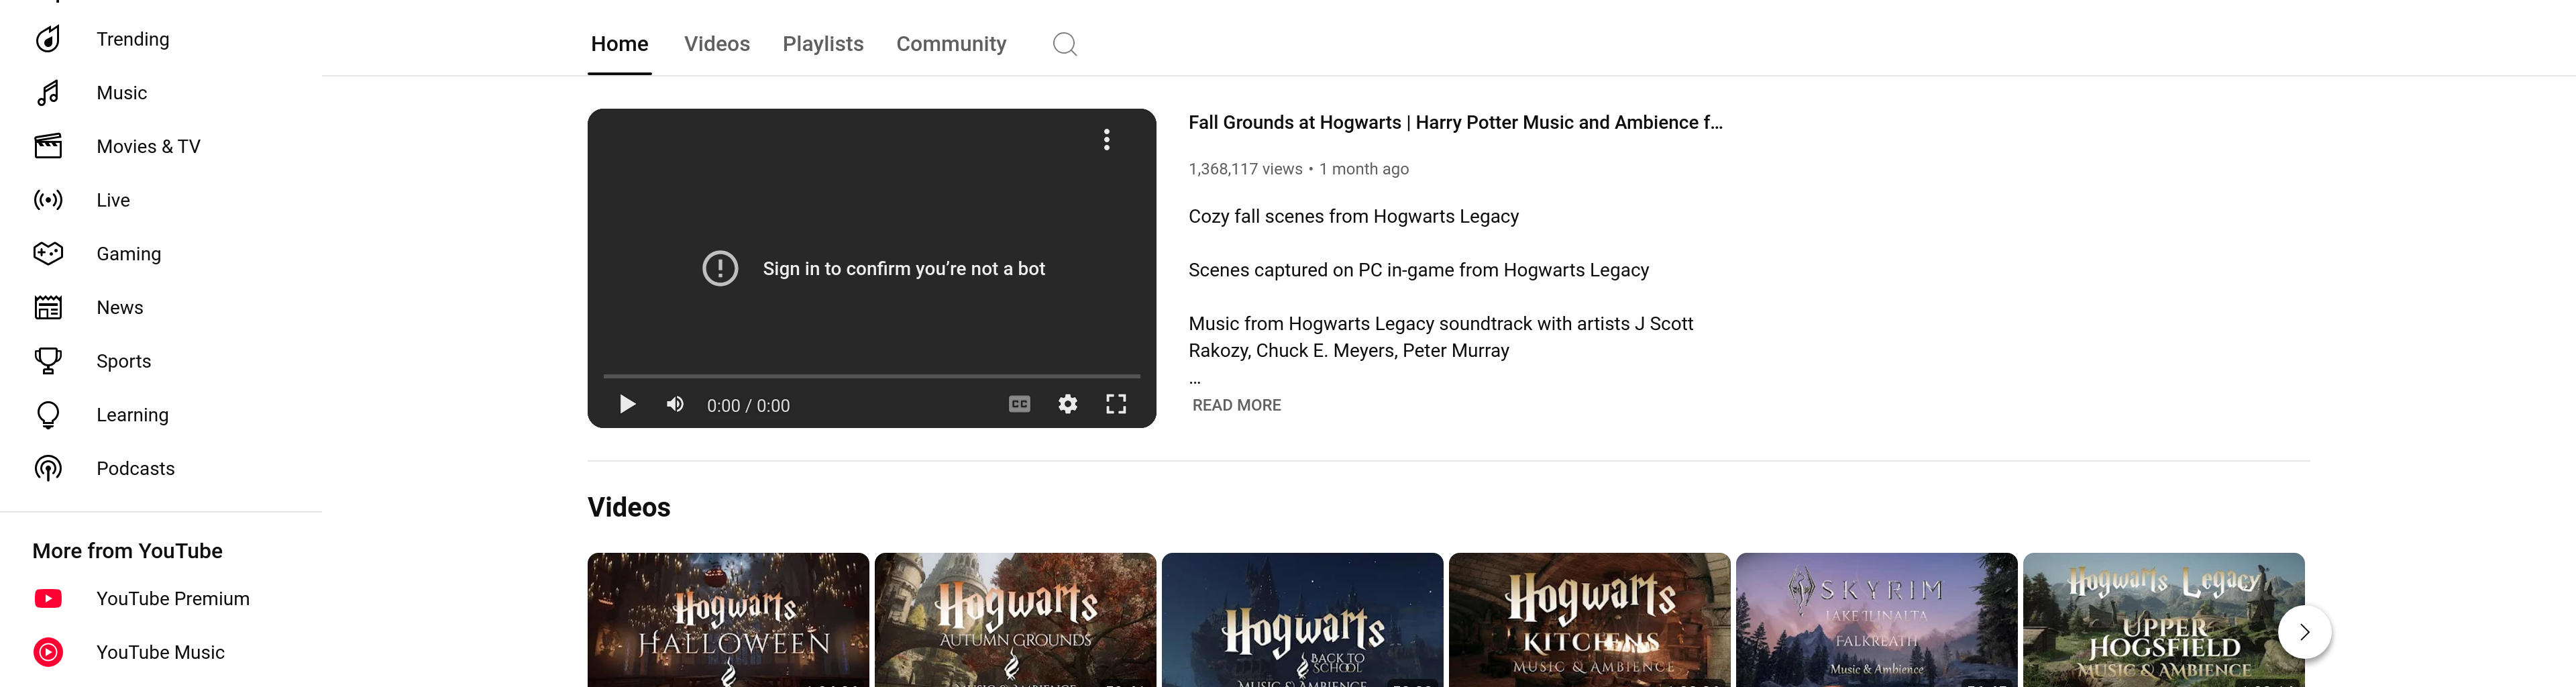 Trending
Music
Movies & TV
Live
Gaming
News
Sports
Learning
Podcasts
More from YouTube
YouTube Premium
YouTube Music
Home
Videos
Playlists
Community
Sign in to confirm you’re not a bot
0:00 / 0:00
CC
Fall Grounds at Hogwarts | Harry Potter Music and Ambience f…
1,368,117 views • 1 month ago
Cozy fall scenes from Hogwarts Legacy
Scenes captured on PC in-game from Hogwarts Legacy
Music from Hogwarts Legacy soundtrack with artists J Scott
Rakozy, Chuck E. Meyers, Peter Murray
…
READ MORE
Videos
Hogwarts
HALLOWEEN
Hogwarts
AUTUMN GROUNDS
MUSIC & AMBIENCE
Hogwarts
BACK TO
SCHOOL
MUSIC & AMBIENCE
Hogwarts
KITCHENS
MUSIC & AMBIENCE
SKYRIM
LAKE ILINALTA
FALKREATH
Music & Ambience
Hogwarts Legacy
UPPER
HOGSFIELD
MUSIC & AMBIENCE